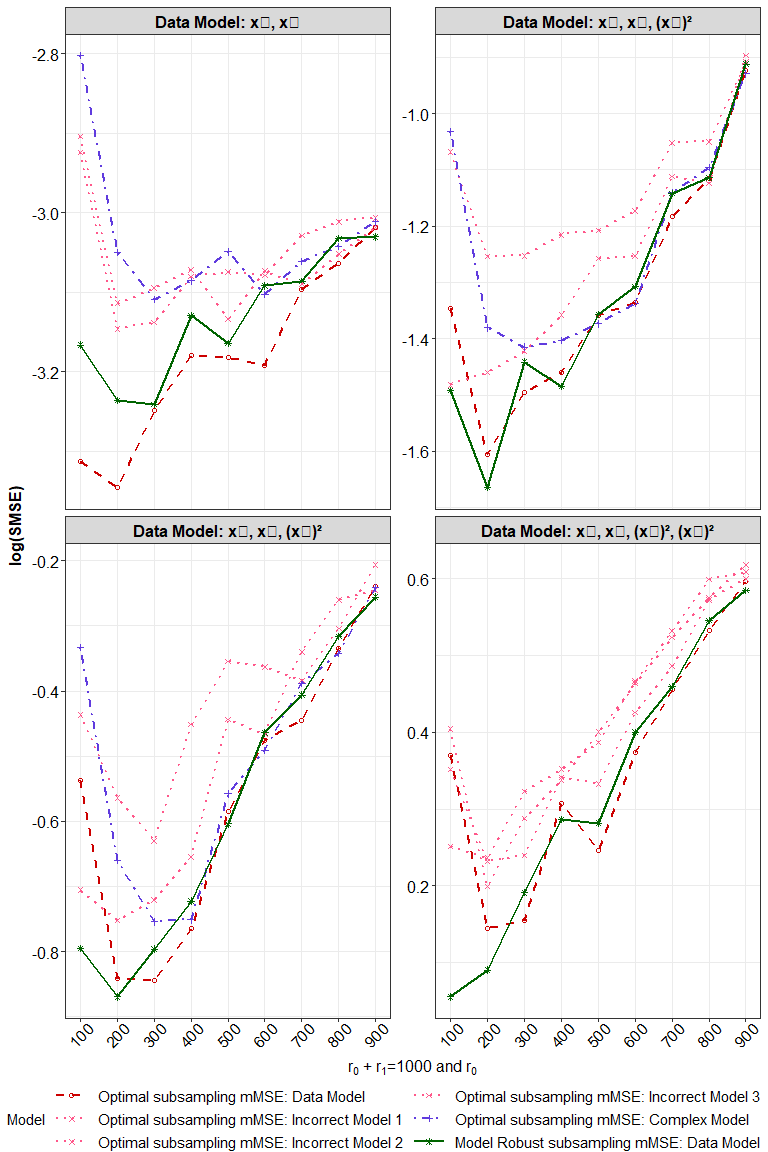 Data Model: x▯, x▯
Data Model: x▯, x▯, (x▯)²
-2.8
-3.0
-3.2
-1.0
-1.2
-1.4
-1.6
log(SMSE)
Data Model: x▯, x▯, (x▯)²
Data Model: x▯, x▯, (x▯)², (x▯)²
-0.2
-0.4
-0.6
-0.8
0.6
0.4
0.2
100 200 300 400 500 600 700 800 900
100 200 300 400 500 600 700 800 900
r₀ + r₁=1000 and r₀
Model
Optimal subsampling mMSE: Data Model
Optimal subsampling mMSE: Incorrect Model 1
Optimal subsampling mMSE: Incorrect Model 2
Optimal subsampling mMSE: Incorrect Model 3
Optimal subsampling mMSE: Complex Model
Model Robust subsampling mMSE: Data Model